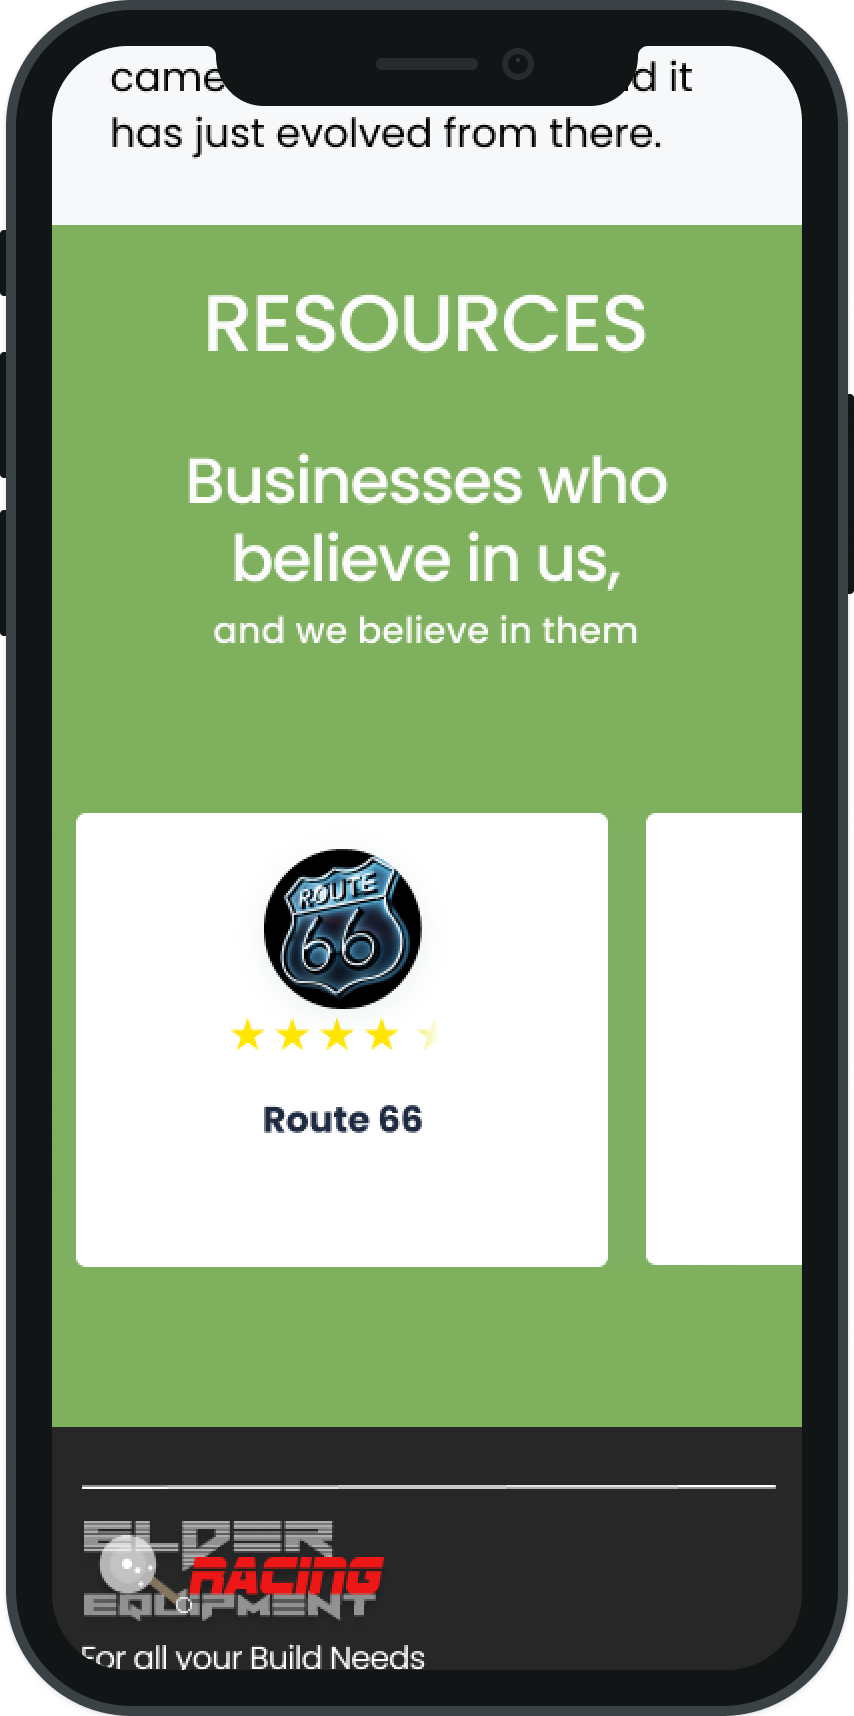 came
d it
has just evolved from there.
RESOURCES
Businesses who
believe in us,
and we believe in them
ROUTE
66
Route 66
ELDER
RACING
EQUIPMENT
For all your Build Needs